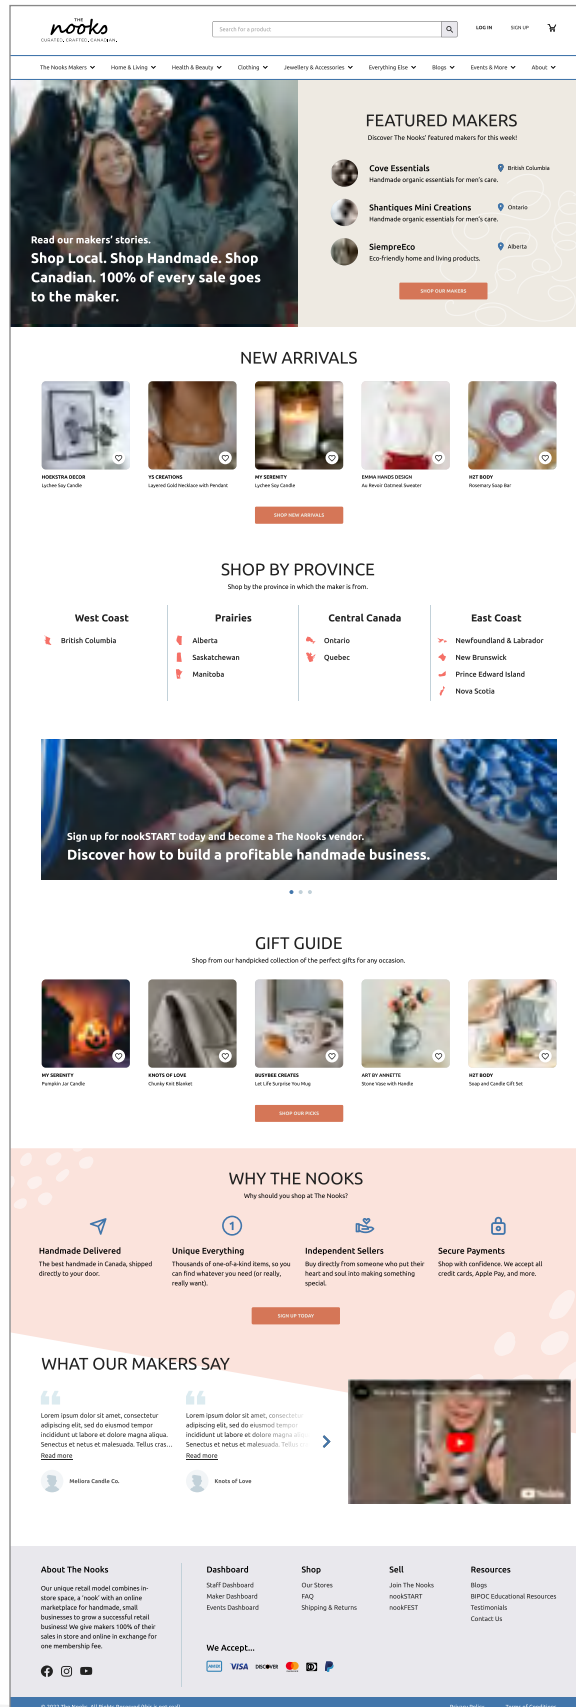 THE
nooks
CURATED. CRAFTED. CANADIAN.
Search for a product
LOG IN
SIGN UP
The Nooks Makers
Home & Living
Health & Beauty
Clothing
Jewellery & Accessories
Everything Else
Blogs
Events & More
About
Read our makers' stories.
Shop Local. Shop Handmade. Shop
Canadian. 100% of every sale goes
to the maker.
FEATURED MAKERS
Discover The Nooks' featured makers for this week!
Cove Essentials
British Columbia
Handmade organic essentials for men's care.
Shantiques Mini Creations
Ontario
Handmade organic essentials for men's care.
SiempreEco
Alberta
Eco-friendly home and living products.
SHOP OUR MAKERS
NEW ARRIVALS
HOEKSTRA DECOR
Lychee Soy Candle
YS CREATIONS
Layered Gold Necklace with Pendant
MY SERENITY
Lychee Soy Candle
EMMA HANDS DESIGN
Au Revoir Oatmeal Sweater
H2T BODY
Rosemary Soap Bar
SHOP NEW ARRIVALS
SHOP BY PROVINCE
Shop by the province in which the maker is from.
West Coast
British Columbia
Prairies
Alberta
Saskatchewan
Manitoba
Central Canada
Ontario
Quebec
East Coast
Newfoundland & Labrador
New Brunswick
Prince Edward Island
Nova Scotia
Sign up for nookSTART today and become a The Nooks vendor.
Discover how to build a profitable handmade business.
GIFT GUIDE
Shop from our handpicked collection of the perfect gifts for any occasion.
MY SERENITY
Pumpkin Jar Candle
KNOTS OF LOVE
Chunky Knit Blanket
BUSYBEE CREATES
Let Life Surprise You Mug
ART BY ANNETTE
Stone Vase with Handle
H2T BODY
Soap and Candle Gift Set
SHOP OUR PICKS
WHY THE NOOKS
Why should you shop at The Nooks?
Handmade Delivered
The best handmade in Canada, shipped
directly to your door.
1
Unique Everything
Thousands of one-of-a-kind items, so you
can find whatever you need (or really,
really want).
Independent Sellers
Buy directly from someone who put their
heart and soul into making something
special.
Secure Payments
Shop with confidence. We accept all
credit cards, Apple Pay, and more.
SIGN UP TODAY
WHAT OUR MAKERS SAY
Lorem ipsum dolor sit amet, consectetur
adipiscing elit, sed do eiusmod tempor
incididunt ut labore et dolore magna aliqua.
Senectus et netus et malesuada. Tellus cras...
Read more
Meliora Candle Co.
Lorem ipsum dolor sit amet, consectetur
adipiscing elit, sed do eiusmod tempor
incididunt ut labore et dolore magna
Senectus et netus et malesuada. Tellus
Read more
Knots of Love
YouTube
About The Nooks
Our unique retail model combines in-
store space, a 'nook' with an online
marketplace for handmade, small
businesses to grow a successful retail
business! We give makers 100% of their
sales in store and online in exchange for
one membership fee.
Dashboard
Staff Dashboard
Maker Dashboard
Events Dashboard
Shop
Our Stores
FAQ
Shipping & Returns
Sell
Join The Nooks
nookSTART
nookFEST
Resources
Blogs
BIPOC Educational Resources
Testimonials
Contact Us
We Accept...
AMEX
VISA
DISCOVER
© 2022 The Nooks. All Rights Reserved (this is not real).
Privacy Policy
Terms of Conditions